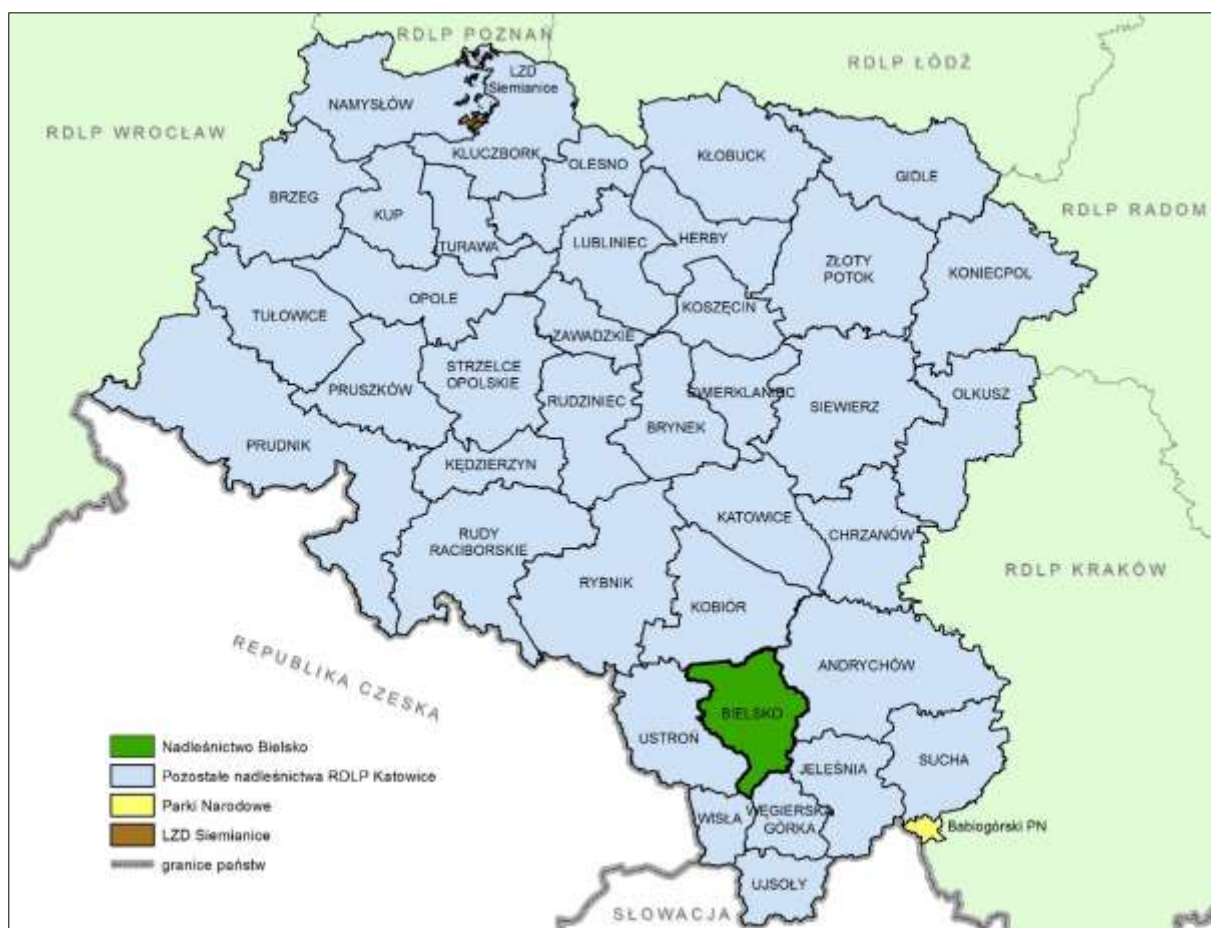 RDLP POZNAŃ
LZD
Siemianice
RDLP ŁÓDŹ
NAMYSŁÓW
RDLP WROCŁAW
KLUCZBORK
OLESNO
KŁOBUCK
GIDLE
BRZEG
KUP
TURAWA
LUBLINIEC
HERBY
RDLP RADOM
ZŁOTY
POTOK
KONIECPOL
OPOLE
KOSZĘCIN
TUŁOWICE
ZAWADZKIE
STRZELCE
OPOLSKIE
PRUSZKÓW
RUDZINIEC
ŚWIERKLANIEC
SIEWIERZ
OLKUSZ
BRYNEK
PRUDNIK
KĘDZIERZYN
KATOWICE
CHRZANÓW
RUDY
RACIBORSKIE
RYBNIK
RDLP KRAKÓW
KOBIÓR
REPUBLIKA CZESKA
ANDRYCHÓW
BIELSKO
USTROŃ
SUCHA
JELEŚNIA
WISŁA
WĘGIERSKA
GÓRKA
Babiogórski PN
UJSOŁY
SŁOWACJA
Nadleśnictwo Bielsko
Pozostałe nadleśnictwa RDLP Katowice
Parki Narodowe
LZD Siemianice
granice państw